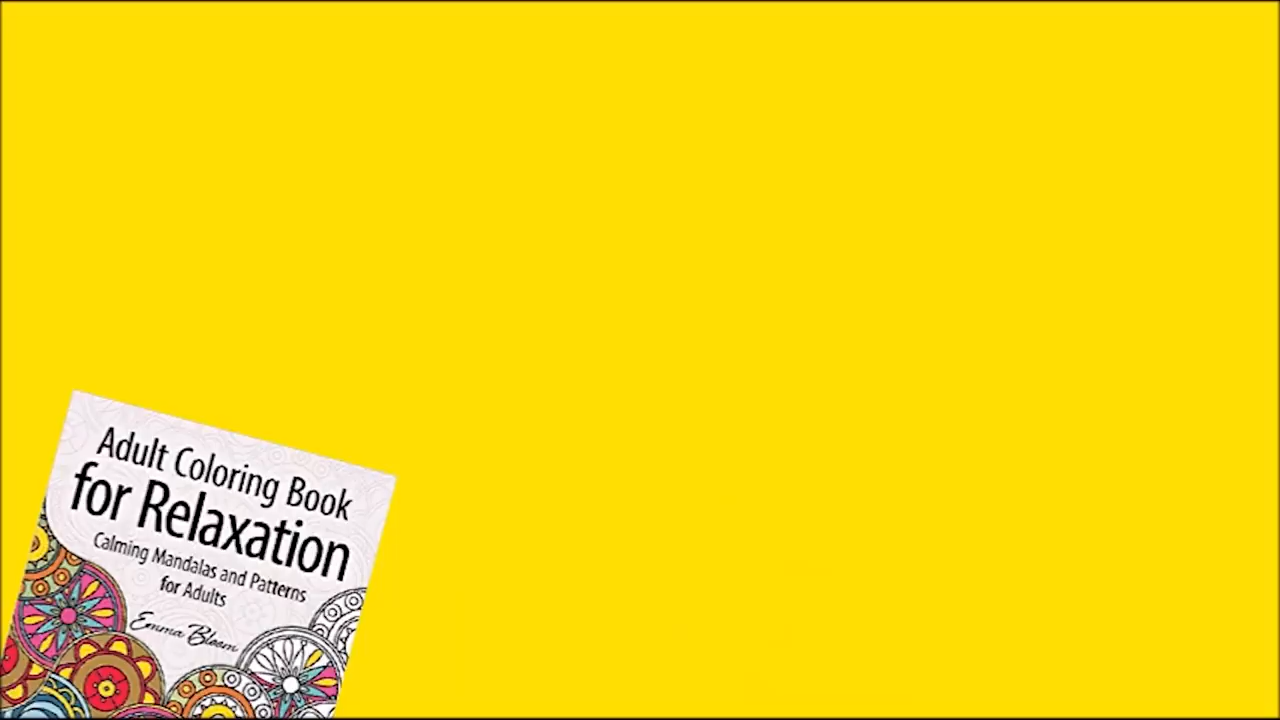 Adult Coloring Book
for Relaxation
Calming Mandalas and Patterns
for Adults
Emma Bloom